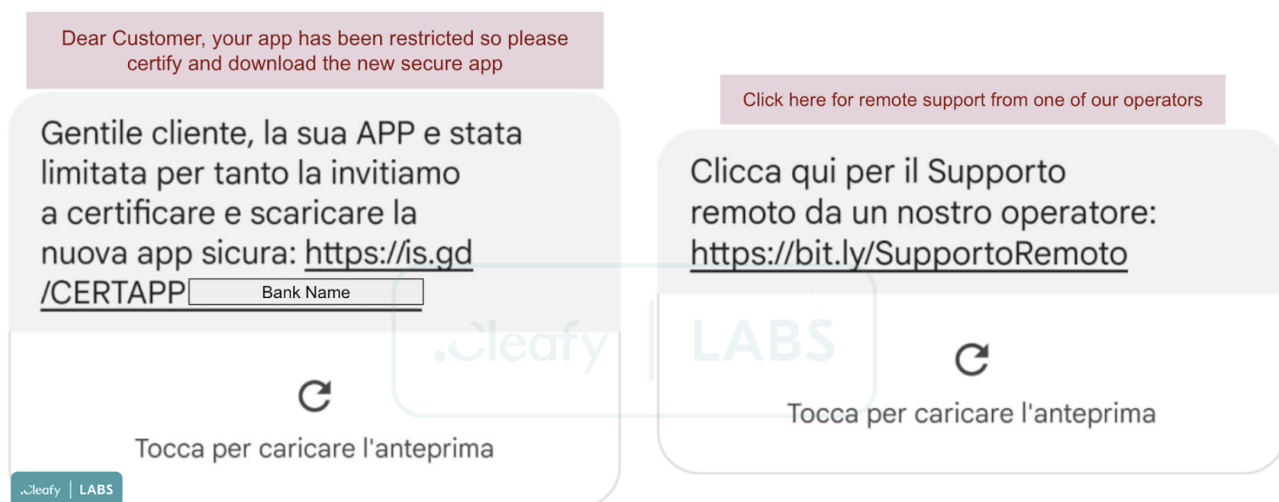 Dear Customer, your app has been restricted so please
certify and download the new secure app
Gentile cliente, la sua APP e stata
limitata per tanto la invitiamo
a certificare e scaricare la
nuova app sicura: https://is.gd
/CERTAPP Bank Name
Tocca per caricare l'anteprima
Click here for remote support from one of our operators
Clicca qui per il Supporto
remoto da un nostro operatore:
https://bit.ly/SupportoRemoto
Tocca per caricare l'anteprima
.Cleafy | LABS
.Cleafy | LABS